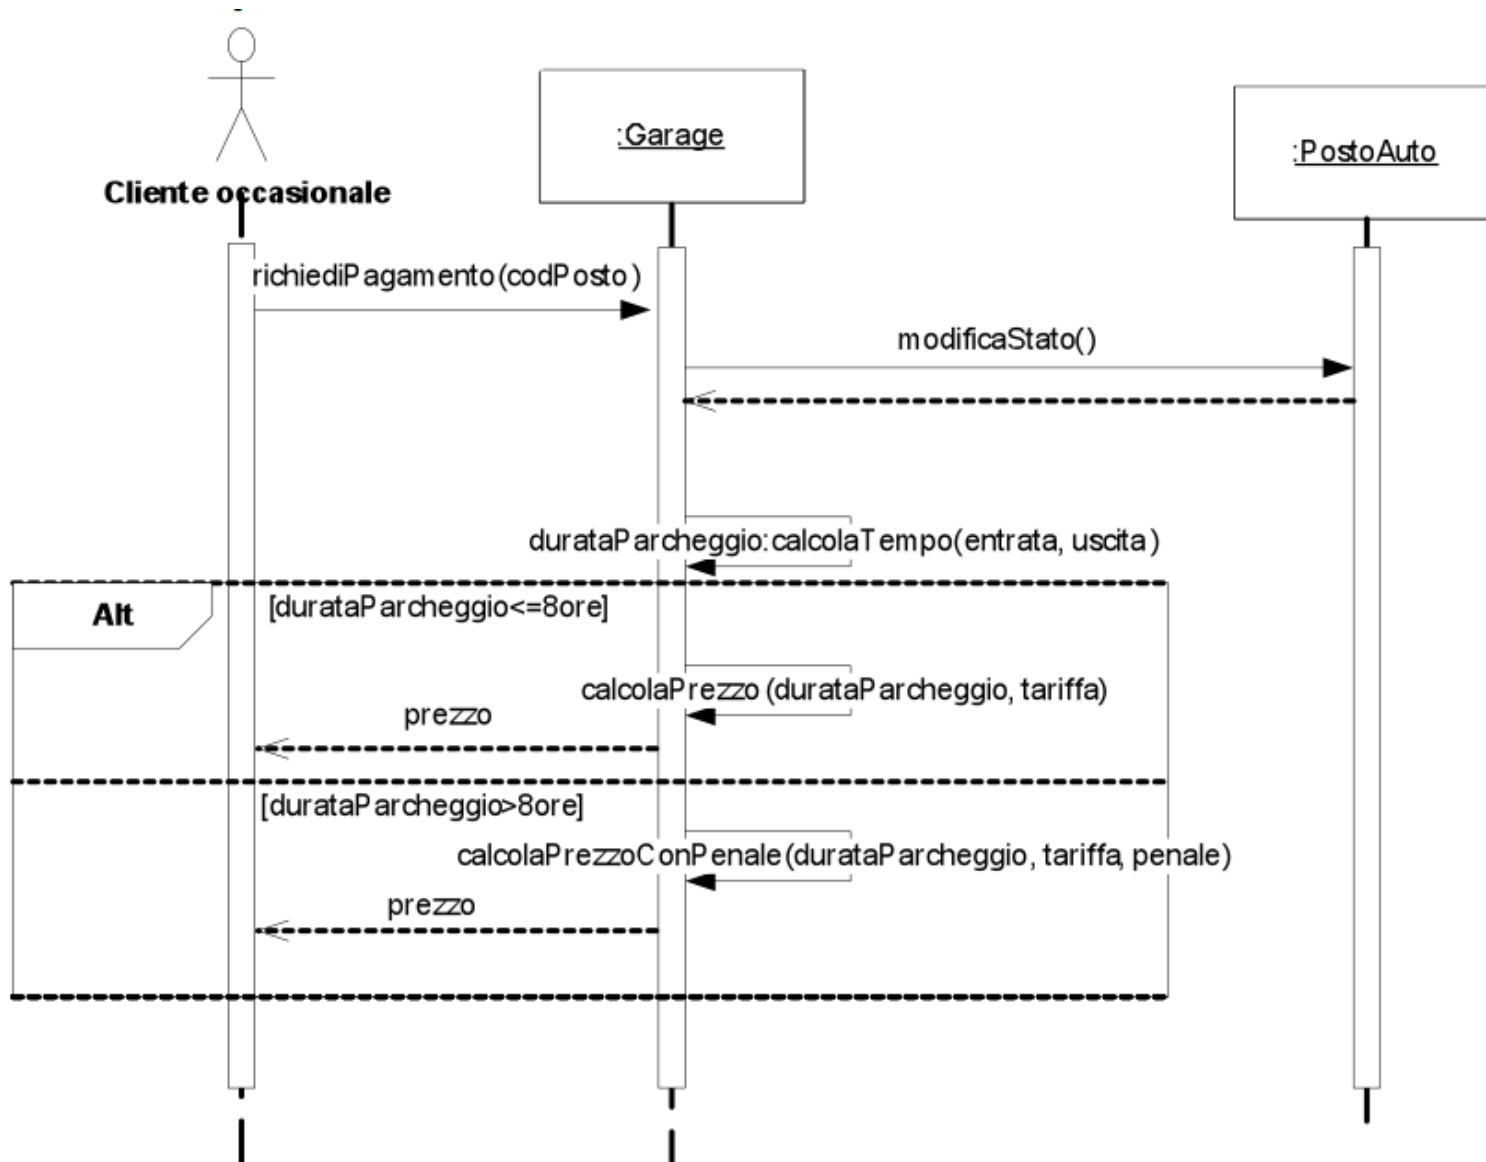 Cliente occasionale
:Garage
:PostoAuto
richiediPagamento(codPosto)
modificaStato()
durataParcheggio:calcolaTempo(entrata, uscita)
Alt
[durataParcheggio<=8ore]
calcolaPrezzo(durataParcheggio, tariffa)
prezzo
[durataParcheggio>8ore]
calcolaPrezzoConPenale(durataParcheggio, tariffa, penale)
prezzo